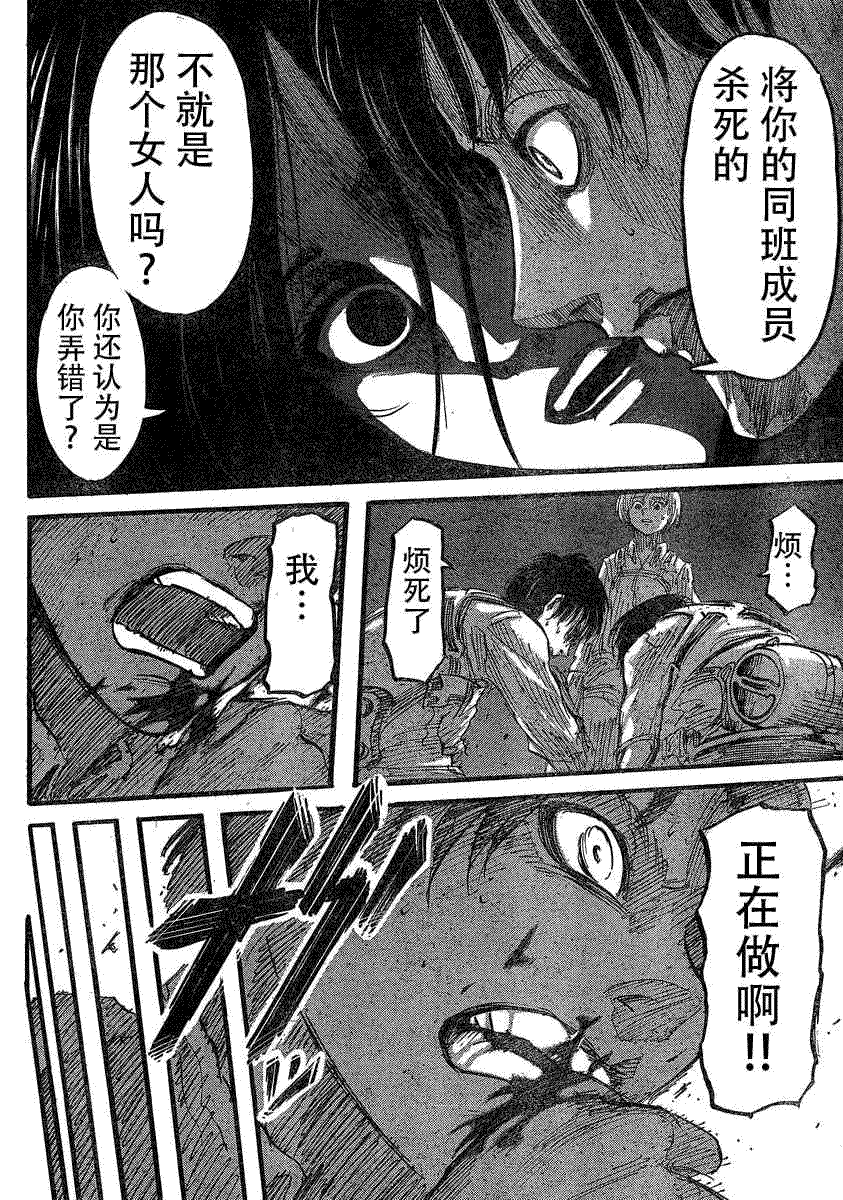 将你的同班成员
杀死的
不就是
那个女人吗？
你还认为是
你弄错了？
烦…
烦死了
我…
正在做啊!!